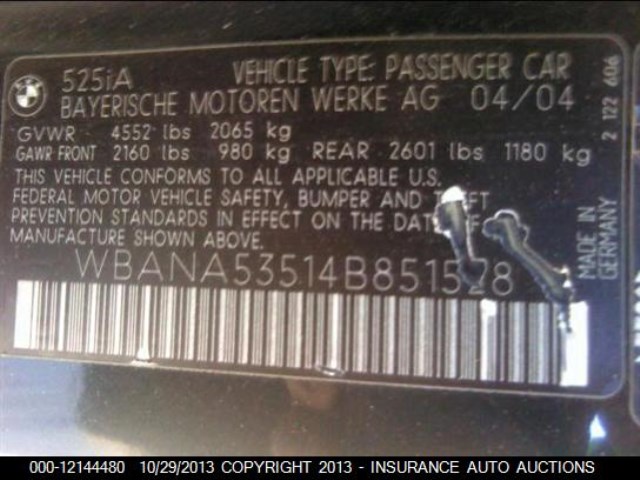 525iA VEHICLE TYPE: PASSENGER CAR
BAYERISCHE MOTOREN WERKE AG 04/04
GVWR 4552 lbs 2065 kg
GAWR FRONT 2160 lbs 980 kg REAR 2601 lbs 1180 kg
THIS VEHICLE CONFORMS TO ALL APPLICABLE U.S.
FEDERAL MOTOR VEHICLE SAFETY, BUMPER AND THEFT
PREVENTION STANDARDS IN EFFECT ON THE DATE OF
MANUFACTURE SHOWN ABOVE.
WBANA53514B851528
2 122 606
MADE IN
GERMANY
000-12144480 10/29/2013 COPYRIGHT 2013 - INSURANCE AUTO AUCTIONS